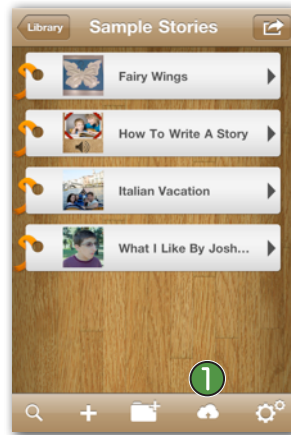 Library
Sample Stories
Fairy Wings
How To Write A Story
Italian Vacation
What I Like By Josh...
1